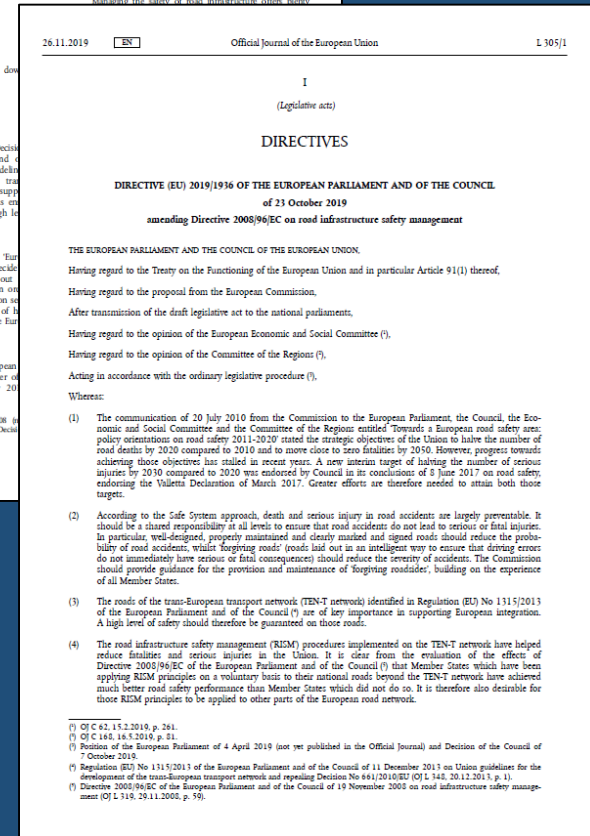 Managing the safety of road infrastructure offers plenty
26.11.2019 EN Official Journal of the European Union L 305/1
I
(Legislative acts)
DIRECTIVES
DIRECTIVE (EU) 2019/1936 OF THE EUROPEAN PARLIAMENT AND OF THE COUNCIL
of 23 October 2019
amending Directive 2008/96/EC on road infrastructure safety management
THE EUROPEAN PARLIAMENT AND THE COUNCIL OF THE EUROPEAN UNION,
Having regard to the Treaty on the Functioning of the European Union and in particular Article 91(1) thereof,
Having regard to the proposal from the European Commission,
After transmission of the draft legislative act to the national parliaments,
Having regard to the opinion of the European Economic and Social Committee (¹),
Having regard to the opinion of the Committee of the Regions (²),
Acting in accordance with the ordinary legislative procedure (³),
Whereas:
(1) The communication of 20 July 2010 from the Commission to the European Parliament, the Council, the Eco-
nomic and Social Committee and the Committee of the Regions entitled 'Towards a European road safety area:
policy orientations on road safety 2011-2020' stated the strategic objectives of the Union to halve the number of
road deaths by 2020 compared to 2010 and to move close to zero fatalities by 2050. However, progress towards
achieving those objectives has stalled in recent years. A new interim target of halving the number of serious
injuries by 2030 compared to 2020 was endorsed by Council in its conclusions of 8 June 2017 on road safety,
endorsing the Valletta Declaration of March 2017. Greater efforts are therefore needed to attain both those
targets.
(2) According to the Safe System approach, death and serious injury in road accidents are largely preventable. It
should be a shared responsibility at all levels to ensure that road accidents do not lead to serious or fatal injuries.
In particular, well-designed, properly maintained and clearly marked and signed roads should reduce the proba-
bility of road accidents, whilst 'forgiving roads' (roads laid out in an intelligent way to ensure that driving errors
do not immediately have serious or fatal consequences) should reduce the severity of accidents. The Commission
should provide guidance for the provision and maintenance of 'forgiving roadsides', building on the experience
of all Member States.
(3) The roads of the trans-European transport network (TEN-T network) identified in Regulation (EU) No 1315/2013
of the European Parliament and of the Council (⁴) are of key importance in supporting European integration.
A high level of safety should therefore be guaranteed on those roads.
(4) The road infrastructure safety management ('RISM') procedures implemented on the TEN-T network have helped
reduce fatalities and serious injuries in the Union. It is clear from the evaluation of the effects of
Directive 2008/96/EC of the European Parliament and of the Council (⁵) that Member States which have been
applying RISM principles on a voluntary basis to their national roads beyond the TEN-T network have achieved
much better road safety performance than Member States which did not do so. It is therefore also desirable for
those RISM principles to be applied to other parts of the European road network.
(¹) OJ C 62, 15.2.2019, p. 261.
(²) OJ C 168, 16.5.2019, p. 81.
(³) Position of the European Parliament of 4 April 2019 (not yet published in the Official Journal) and Decision of the Council of
7 October 2019.
(⁴) Regulation (EU) No 1315/2013 of the European Parliament and of the Council of 11 December 2013 on Union guidelines for the
development of the trans-European transport network and repealing Decision No 661/2010/EU (OJ L 348, 20.12.2013, p. 1).
(⁵) Directive 2008/96/EC of the European Parliament and of the Council of 19 November 2008 on road infrastructure safety manage-
ment (OJ L 319, 29.11.2008, p. 59).